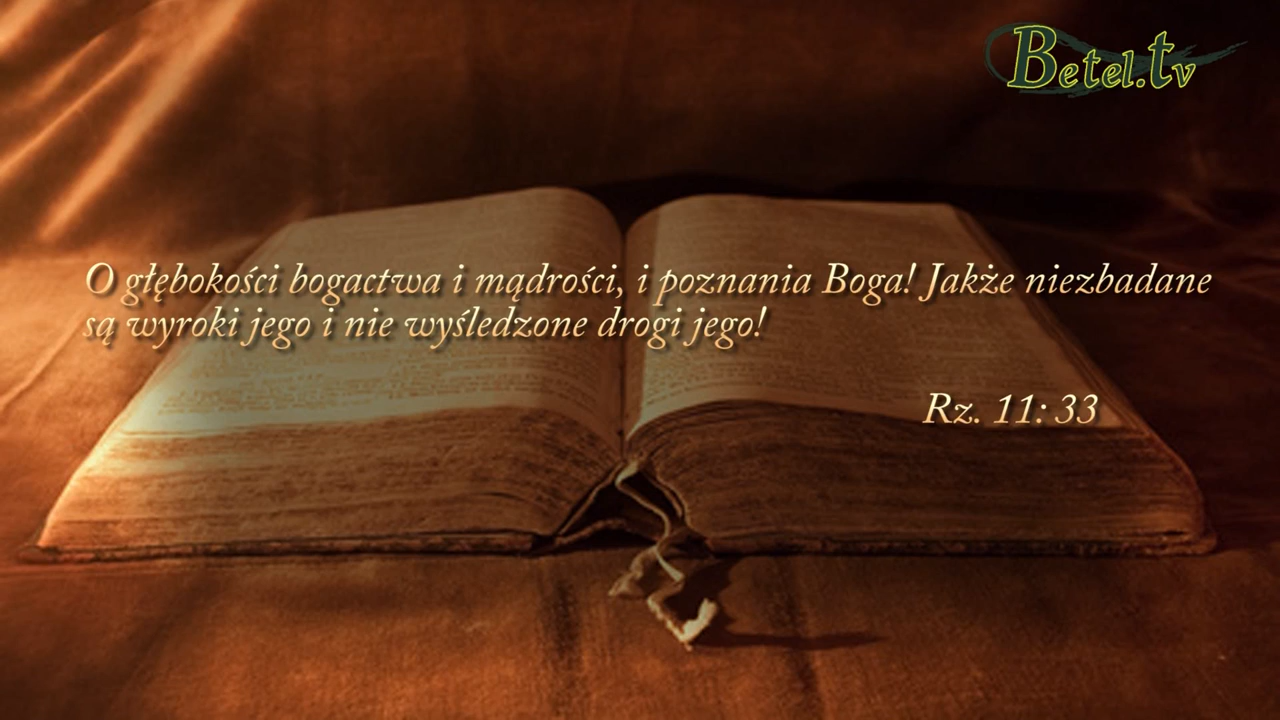 Betel.tv
O głębokości bogactwa i mądrości, i poznania Boga! Jakże niezbadane
są wyroki jego i nie wyśledzone drogi jego!
Rz. 11: 33